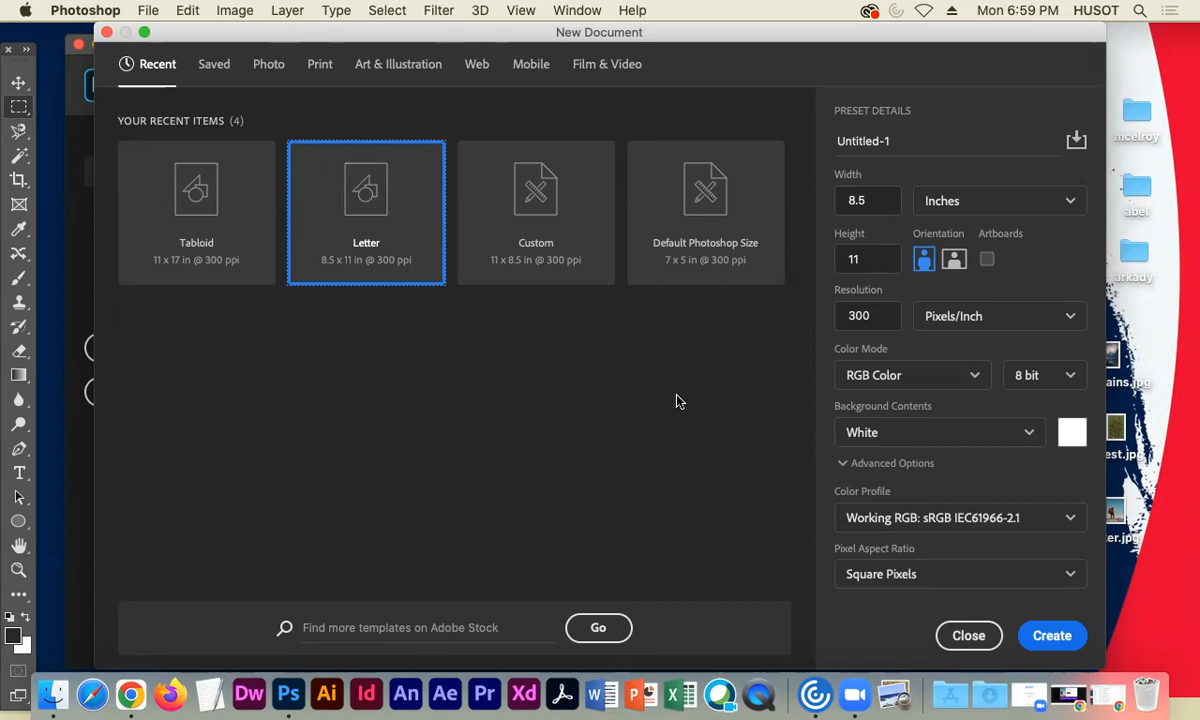 Photoshop File Edit Image Layer Type Select Filter 3D View Window Help Mon 6:59 PM HUSOT
New Document
Recent Saved Photo Print Art & Illustration Web Mobile Film & Video
YOUR RECENT ITEMS (4)
Tabloid
11 x 17 in @ 300 ppi
Letter
8.5 x 11 in @ 300 ppi
Custom
11 x 8.5 in @ 300 ppi
Default Photoshop Size
7 x 5 in @ 300 ppi
Find more templates on Adobe Stock Go
PRESET DETAILS
Untitled-1
Width
8.5 Inches
Height Orientation Artboards
11
Resolution
300 Pixels/Inch
Color Mode
RGB Color 8 bit
Background Contents
White
Advanced Options
Color Profile
Working RGB: sRGB IEC61966-2.1
Pixel Aspect Ratio
Square Pixels
Close Create
mcelroy
abel
arkady
ains.jpg
est.jpg
er.jpg
Dw Ps Ai Id An Ae Pr Xd